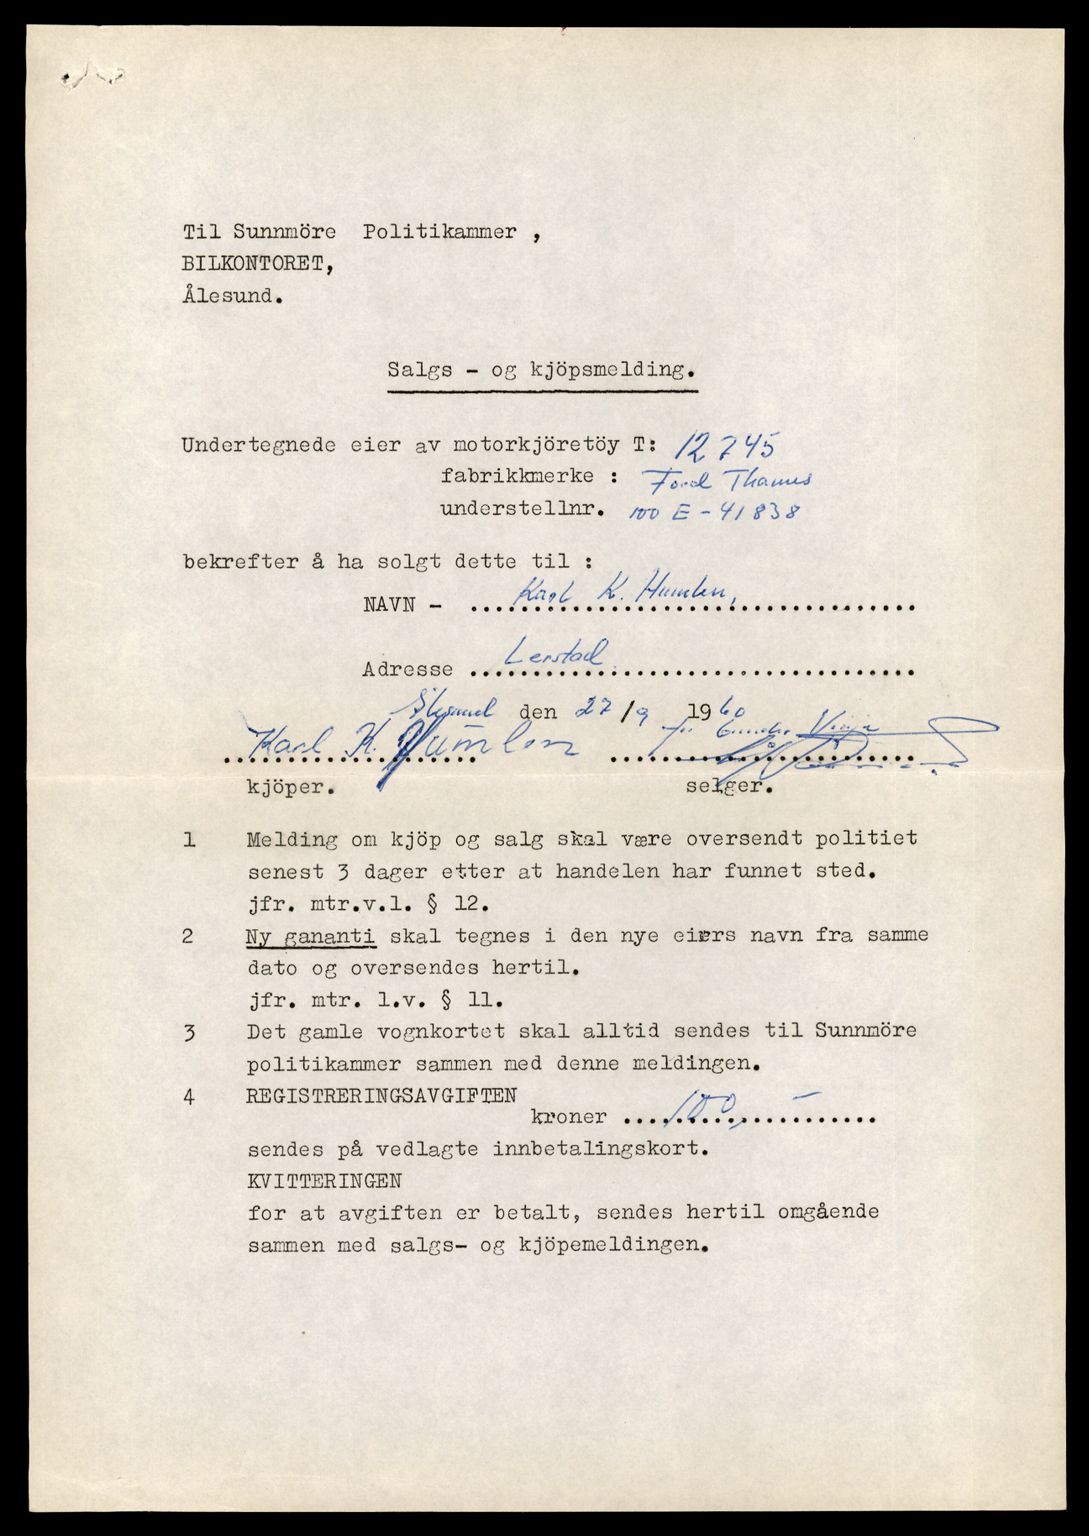 Til Sunnmöre Politikammer ,
BILKONTORET,
Ålesund.
Salgs - og kjöpsmelding.
Undertegnede eier av motorkjöretöy T: 12745
fabrikkmerke : Ford Thames
understellnr. 100 E - 41838
bekrefter å ha solgt dette til :
NAVN - Karl K. Humlen,
Adresse Lerstad
Ålesund den 27/9 1960
Karl K. Humlen
kjöper. selger.
1 Melding om kjöp og salg skal være oversendt politiet
senest 3 dager etter at handelen har funnet sted.
jfr. mtr.v.l. § 12.
2 Ny gananti skal tegnes i den nye eiers navn fra samme
dato og oversendes hertil.
jfr. mtr. l.v. § 11.
3 Det gamle vognkortet skal alltid sendes til Sunnmöre
politikammer sammen med denne meldingen.
4 REGISTRERINGSAVGIFTEN
kroner 100, -
sendes på vedlagte innbetalingskort.
KVITTERINGEN
for at avgiften er betalt, sendes hertil omgående
sammen med salgs- og kjöpemeldingen.